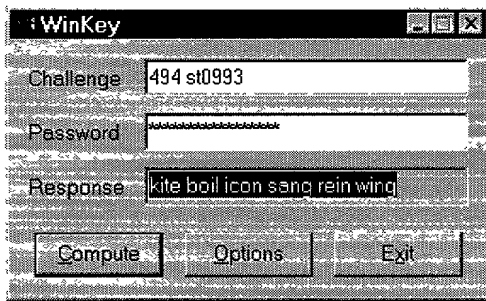 WinKey
Challenge 494 st0993
Password ********************
Response kite boil icon sang rein wing
Compute Options Exit